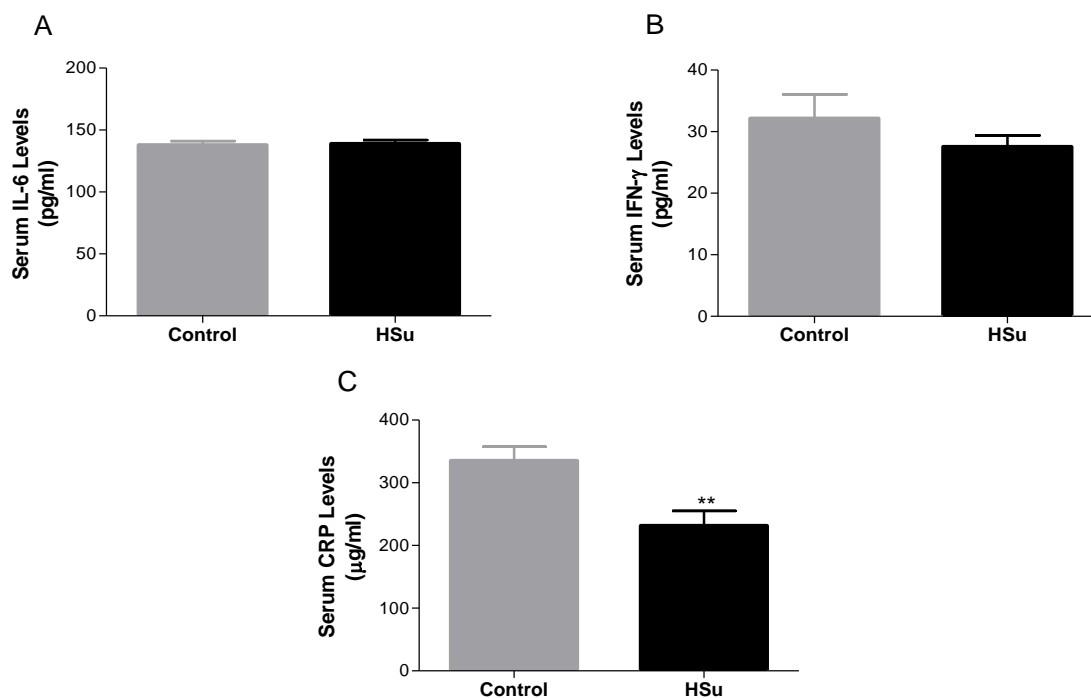 A
Serum IL-6 Levels
(pg/ml)
200
150
100
50
0
Control HSu
B
Serum IFN-γ Levels
(pg/ml)
40
30
20
10
0
Control HSu
C
Serum CRP Levels
(μg/ml)
400
300
200
100
0
**
Control HSu